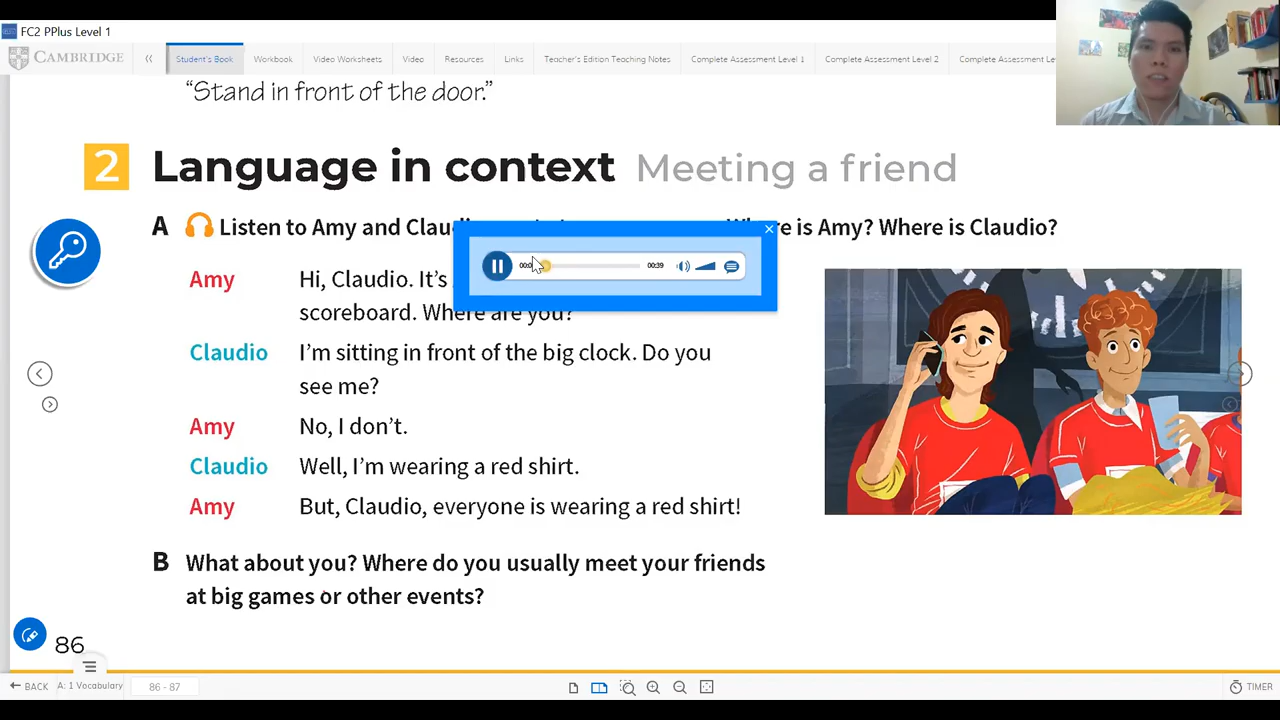 FC2 PPlus Level 1
CAMBRIDGE
Student's Book
Workbook
Video Worksheets
Video
Resources
Links
Teacher's Edition Teaching Notes
Complete Assessment Level 1
Complete Assessment Level 2
Complete Assessment Le
“Stand in front of the door.”
2 Language in context Meeting a friend
A Listen to Amy and Clau is Amy? Where is Claudio?
00:39
Amy Hi, Claudio. It’s
scoreboard. Where are you?
Claudio I’m sitting in front of the big clock. Do you
see me?
Amy No, I don’t.
Claudio Well, I’m wearing a red shirt.
Amy But, Claudio, everyone is wearing a red shirt!
B What about you? Where do you usually meet your friends
at big games or other events?
86
BACK
A: 1 Vocabulary
86 - 87
TIMER